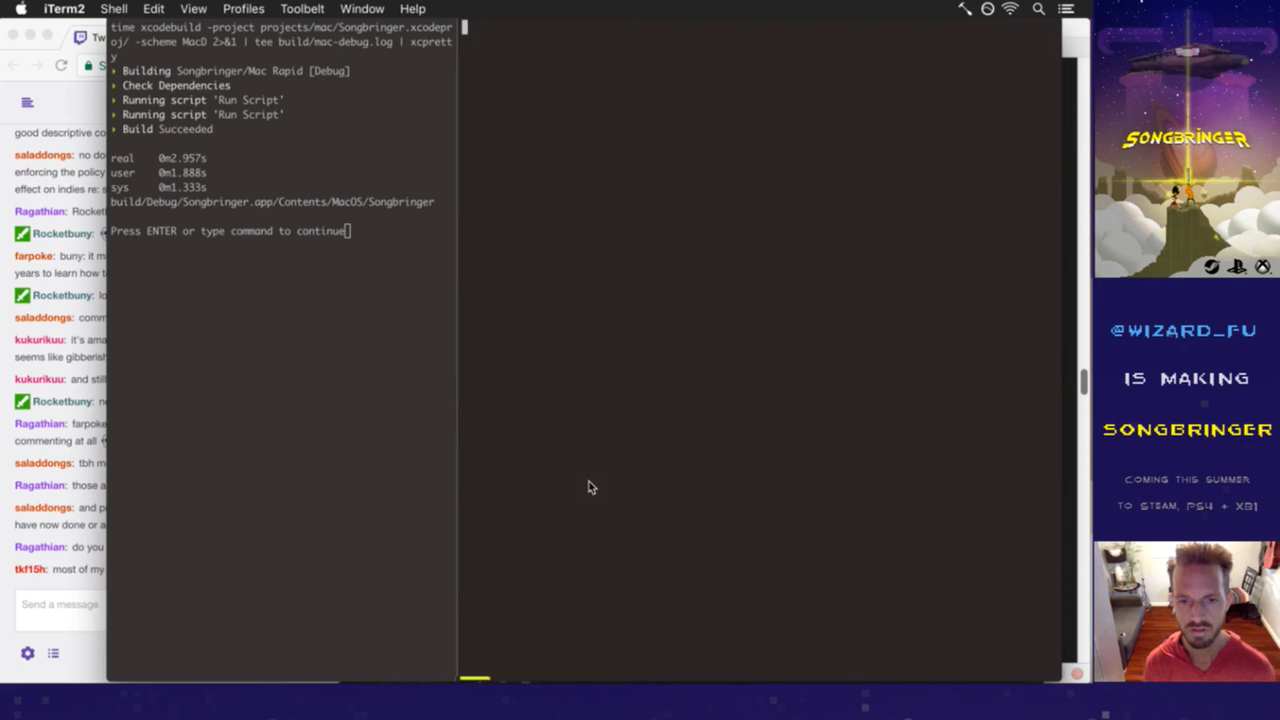 iTerm2 Shell Edit View Profiles Toolbelt Window Help
Tw
S
good descriptive co
saladdongs: no do
enforcing the policy
effect on indies re: s
Ragathian: Rocket
Rocketbuny:
farpoke: buny: it m
years to learn how t
Rocketbuny: lo
saladdongs: comm
kukurikuu: it's ama
seems like gibberish
kukurikuu: and still
Rocketbuny: n
Ragathian: farpoke
commenting at all
saladdongs: tbh m
Ragathian: those a
saladdongs: and p
have now done or a
Ragathian: do you
tkf15h: most of my
Send a message
time xcodebuild -project projects/mac/Songbringer.xcodepr
oj/ -scheme MacD 2>&1 | tee build/mac-debug.log | xcprett
y
Building Songbringer/Mac Rapid [Debug]
Check Dependencies
Running script 'Run Script'
Running script 'Run Script'
Build Succeeded
real 0m2.957s
user 0m1.888s
sys 0m1.333s
build/Debug/Songbringer.app/Contents/MacOS/Songbringer
Press ENTER or type command to continue
SONGBRINGER
@WIZARD_FU
IS MAKING
SONGBRINGER
COMING THIS SUMMER
TO STEAM, PS4 + XB1